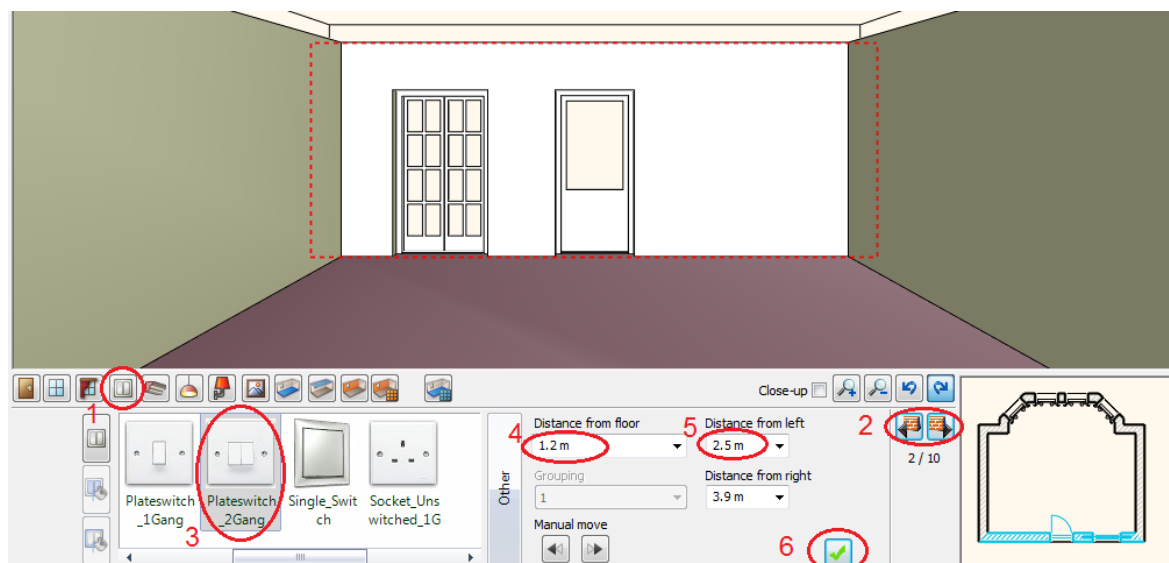 Close-up
1
2
2 / 10
Plateswitch
_1Gang
Plateswitch
_2Gang
Single_Swit
ch
Socket_Uns
witched_1G
3
Other
4
Distance from floor
1.2 m
5
Distance from left
2.5 m
Grouping
1
Distance from right
3.9 m
Manual move
6